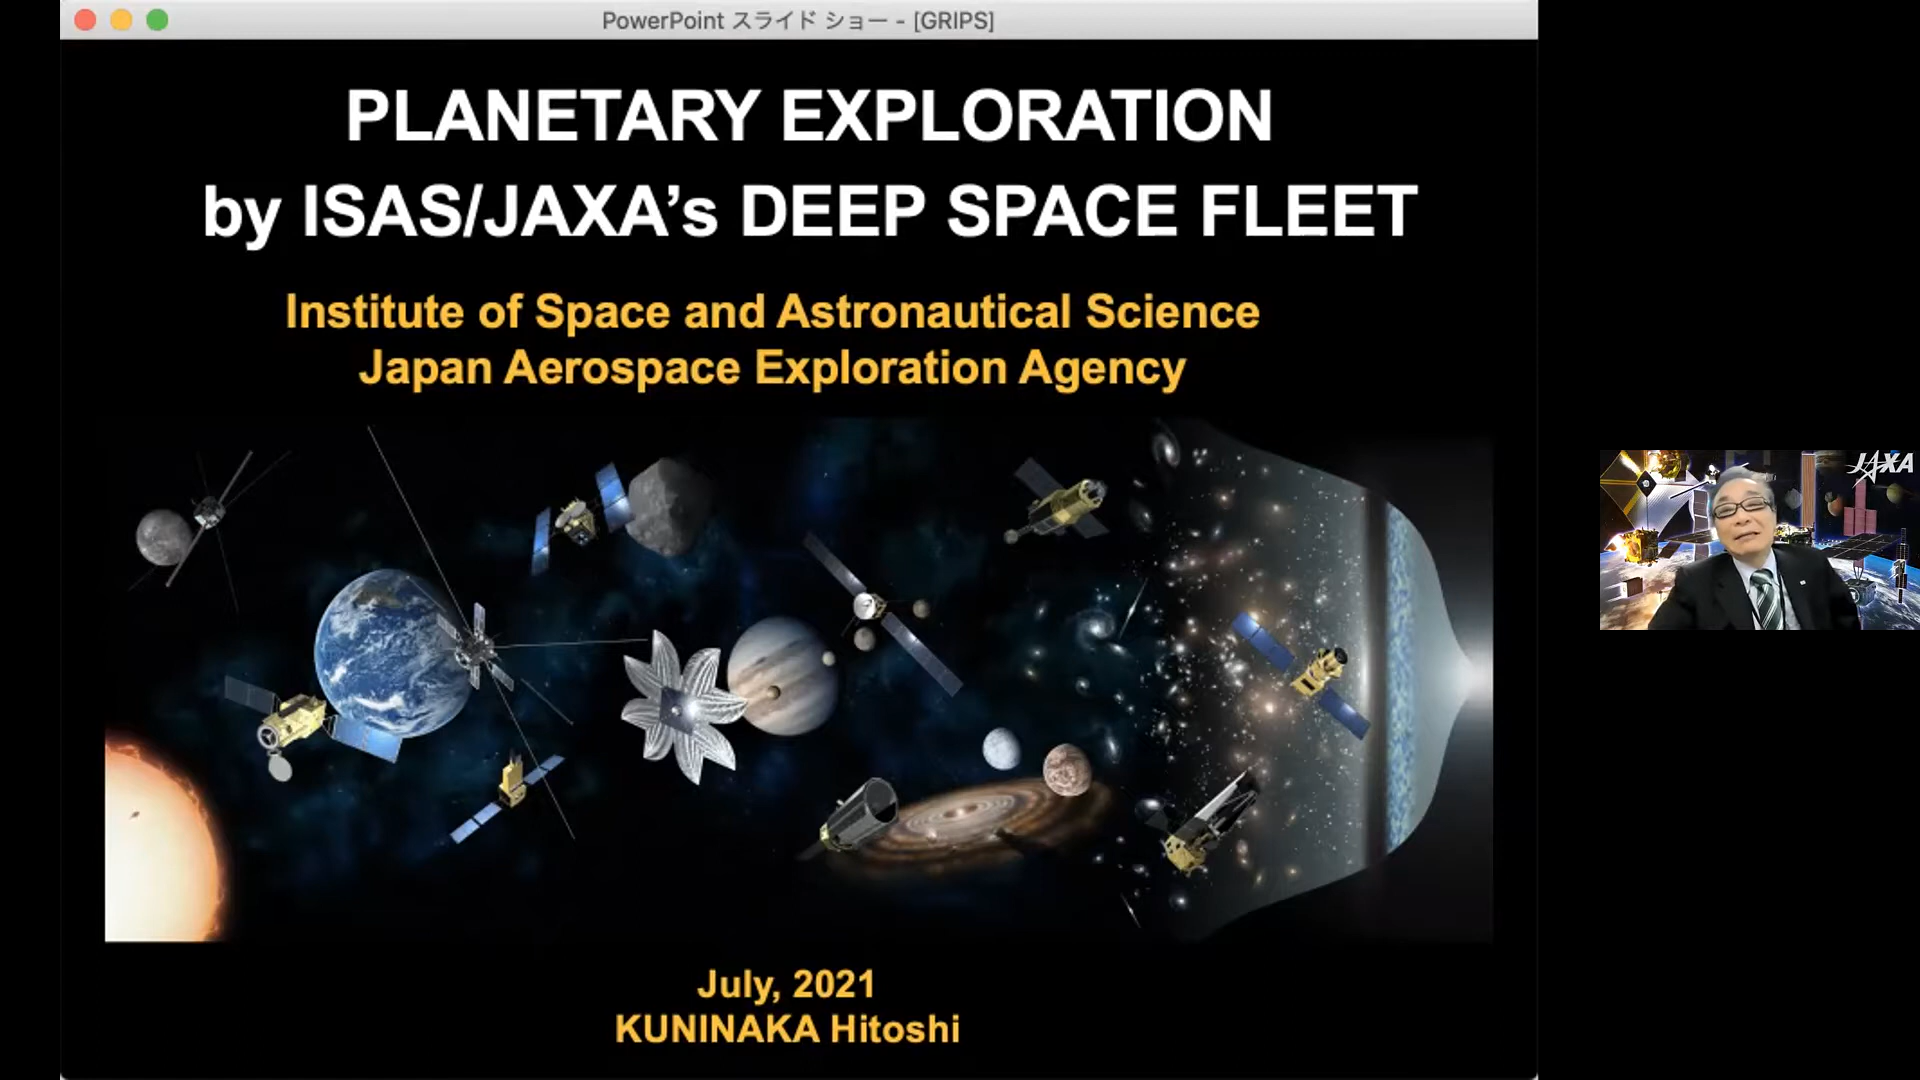 PowerPoint スライド ショー - [GRIPS]
PLANETARY EXPLORATION
by ISAS/JAXA’s DEEP SPACE FLEET
Institute of Space and Astronautical Science
Japan Aerospace Exploration Agency
JAXA
July, 2021
KUNINAKA Hitoshi